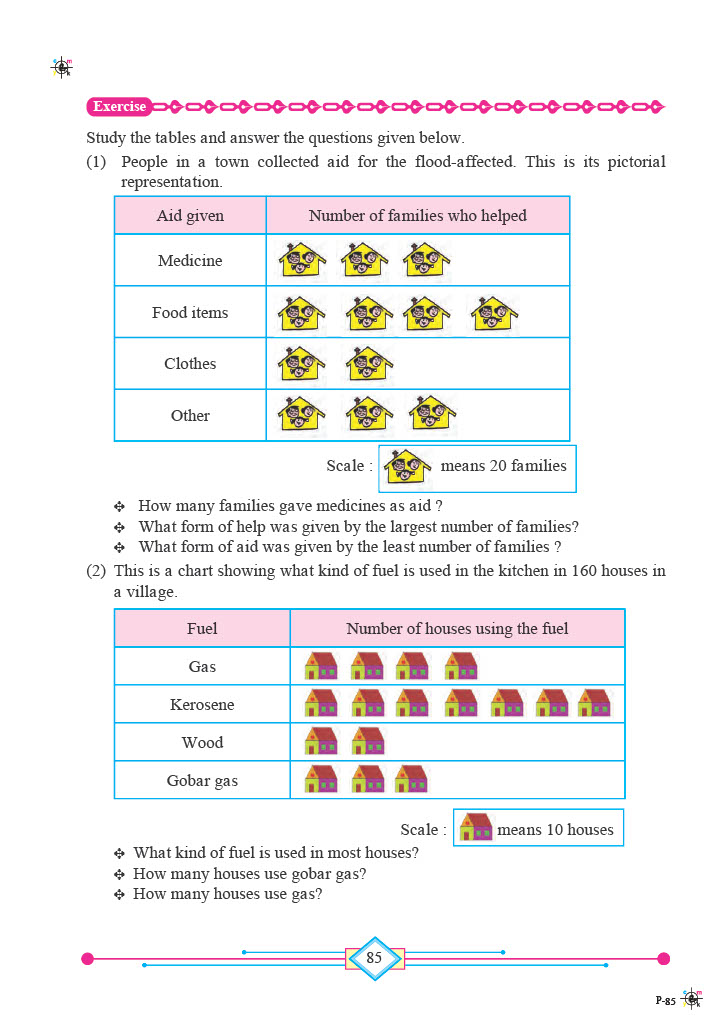 Exercise
Study the tables and answer the questions given below.
(1) People in a town collected aid for the flood-affected. This is its pictorial
representation.
Aid given Number of families who helped
Medicine
Food items
Clothes
Other
Scale : means 20 families
How many families gave medicines as aid ?
What form of help was given by the largest number of families?
What form of aid was given by the least number of families ?
(2) This is a chart showing what kind of fuel is used in the kitchen in 160 houses in
a village.
Fuel Number of houses using the fuel
Gas
Kerosene
Wood
Gobar gas
Scale : means 10 houses
What kind of fuel is used in most houses?
How many houses use gobar gas?
How many houses use gas?
85
P-85